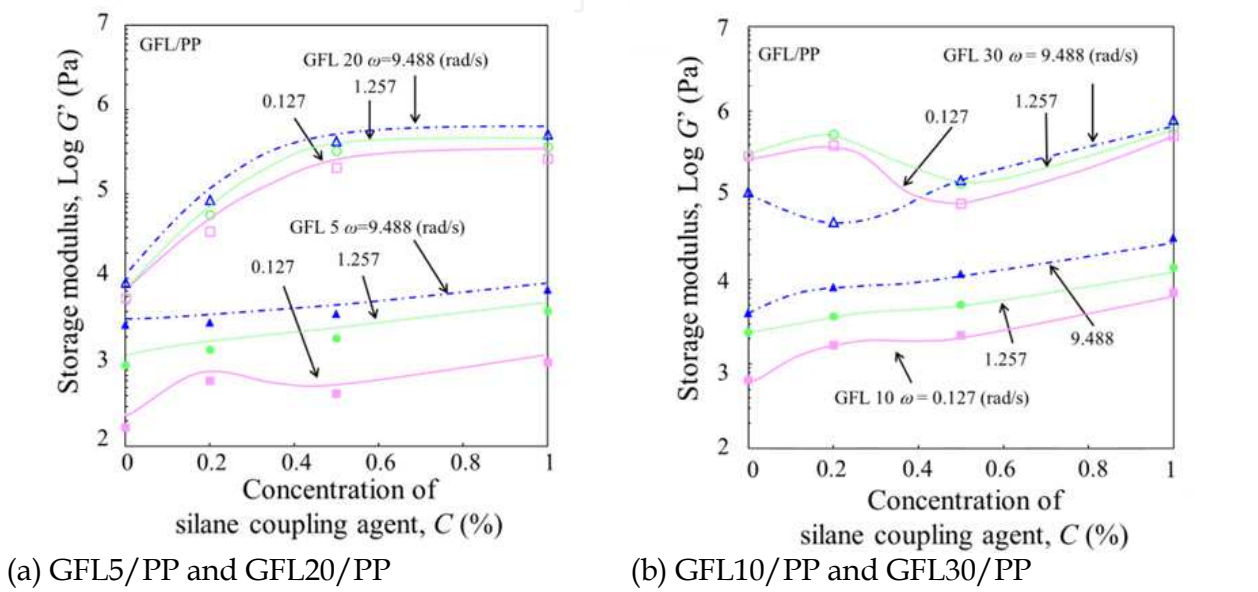 7
6
5
4
3
2
Storage modulus, Log G’ (Pa)
GFL/PP
GFL 20 ω=9.488 (rad/s)
1.257
0.127
GFL 5 ω=9.488 (rad/s)
1.257
0.127
0 0.2 0.4 0.6 0.8 1
Concentration of
silane coupling agent, C (%)
(a) GFL5/PP and GFL20/PP
7
6
5
4
3
2
Storage modulus, Log G’ (Pa)
GFL/PP
GFL 30 ω = 9.488 (rad/s)
1.257
0.127
9.488
1.257
GFL 10 ω = 0.127 (rad/s)
0 0.2 0.4 0.6 0.8 1
Concentration of
silane coupling agent, C (%)
(b) GFL10/PP and GFL30/PP